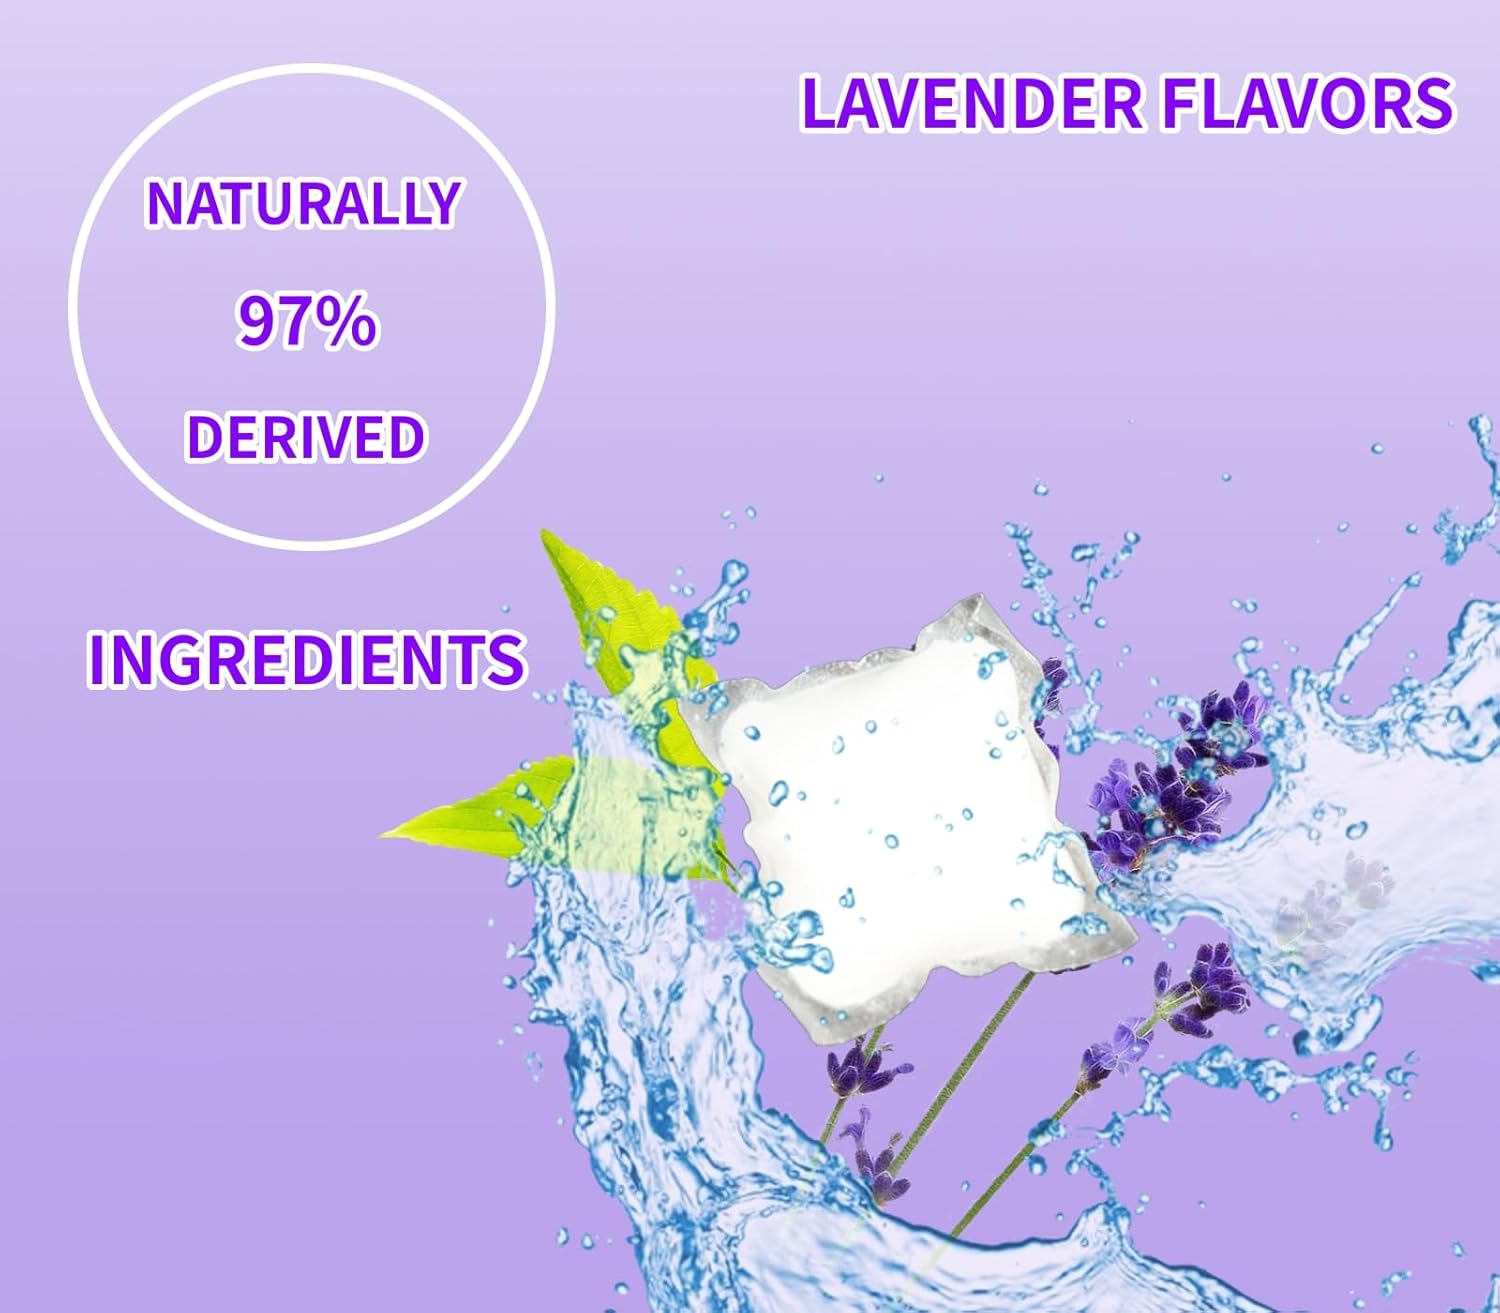 LAVENDER FLAVORS
NATURALLY
97%
DERIVED
INGREDIENTS